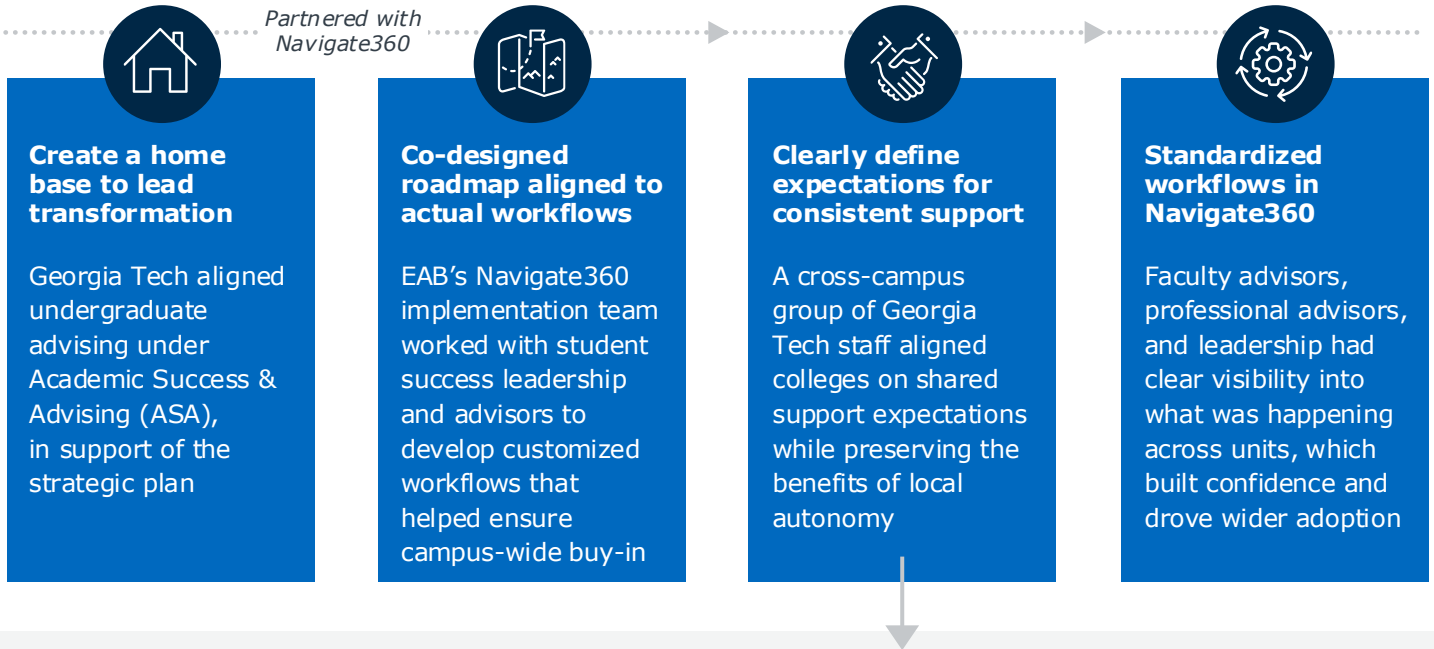 Partnered with
Navigate360
Create a home
base to lead
transformation
Georgia Tech aligned
undergraduate
advising under
Academic Success &
Advising (ASA),
in support of the
strategic plan
Co-designed
roadmap aligned to
actual workflows
EAB's Navigate360
implementation team
worked with student
success leadership
and advisors to
develop customized
workflows that
helped ensure
campus-wide buy-in
Clearly define
expectations for
consistent support
A cross-campus
group of Georgia
Tech staff aligned
colleges on shared
support expectations
while preserving the
benefits of local
autonomy
Standardized
workflows in
Navigate360
Faculty advisors,
professional advisors,
and leadership had
clear visibility into
what was happening
across units, which
built confidence and
drove wider adoption